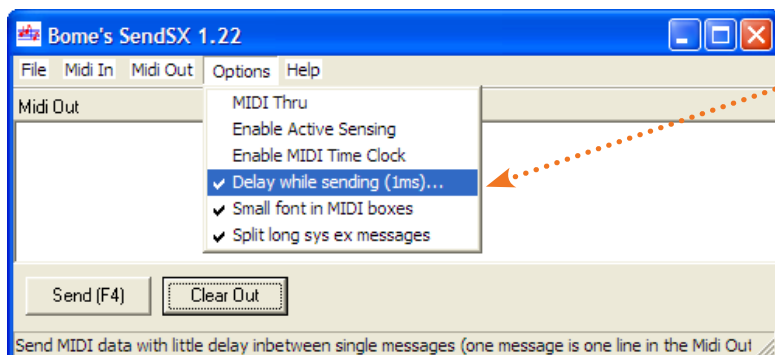 Bome's SendSX 1.22
File Midi In Midi Out Options Help
Midi Out
MIDI Thru
Enable Active Sensing
Enable MIDI Time Clock
Delay while sending (1ms)...
Small font in MIDI boxes
Split long sys ex messages
Send (F4) Clear Out
Send MIDI data with little delay inbetween single messages (one message is one line in the Midi Out